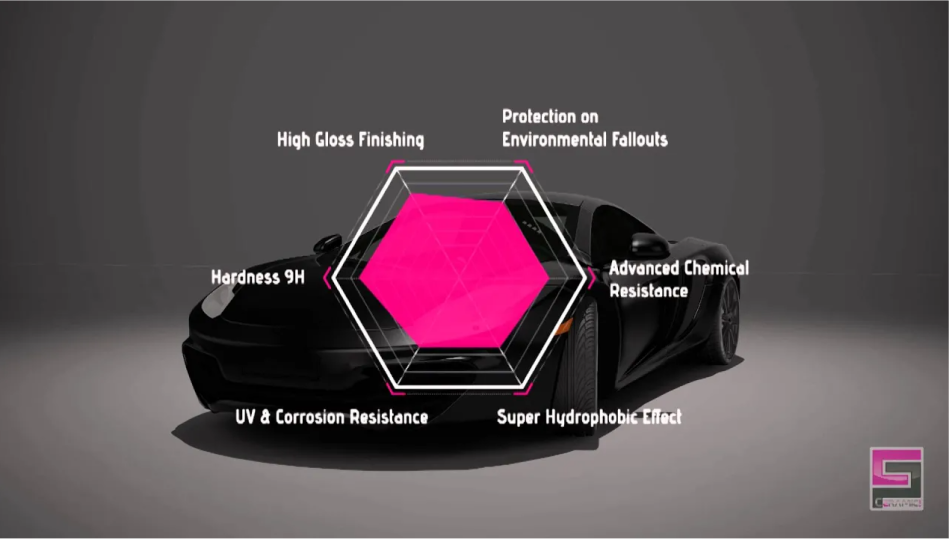 Protection on
High Gloss Finishing
Environmental Fallouts
Hardness 9H
Advanced Chemical
Resistance
UV & Corrosion Resistance
Super Hydrophobic Effect